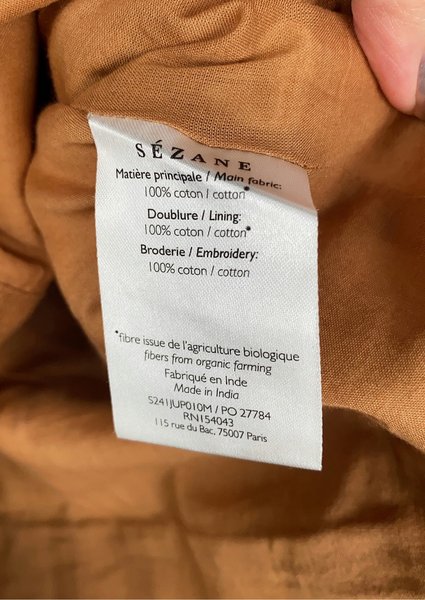 SÉZANE
Matière principale / Main fabric:
100% coton / cotton*
Doublure / Lining:
100% coton / cotton*
Broderie / Embroidery:
100% coton / cotton
*fibre issue de l'agriculture biologique
fibers from organic farming
Fabriqué en Inde
Made in India
S241JUP010M / PO 27784
RN154043
115 rue du Bac, 75007 Paris